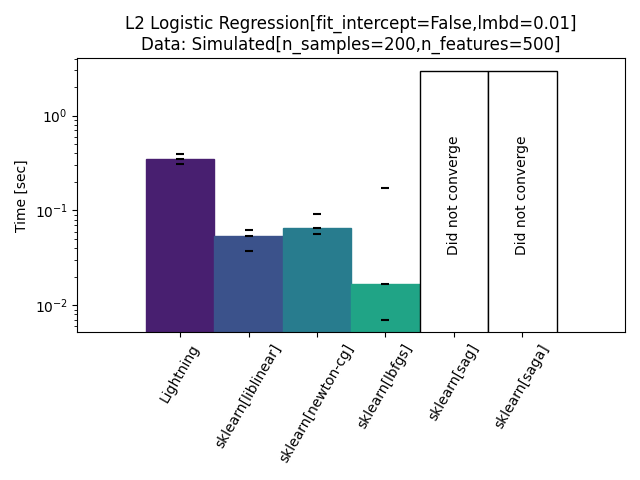 L2 Logistic Regression[fit_intercept=False,lmbd=0.01]
Data: Simulated[n_samples=200,n_features=500]
Time [sec]
10⁰
10⁻¹
10⁻²
Did not converge
Did not converge
Lightning
sklearn[liblinear]
sklearn[newton-cg]
sklearn[lbfgs]
sklearn[sag]
sklearn[saga]